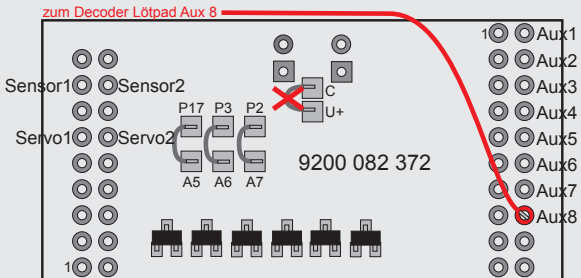 zum Decoder Lötpad Aux 8
1 Aux1
Aux2
Sensor1 Sensor2 C Aux3
P17 P3 P2 U+ Aux4
Servo1 Servo2 Aux5
9200 082 372 Aux6
A5 A6 A7 Aux7
Aux8
1